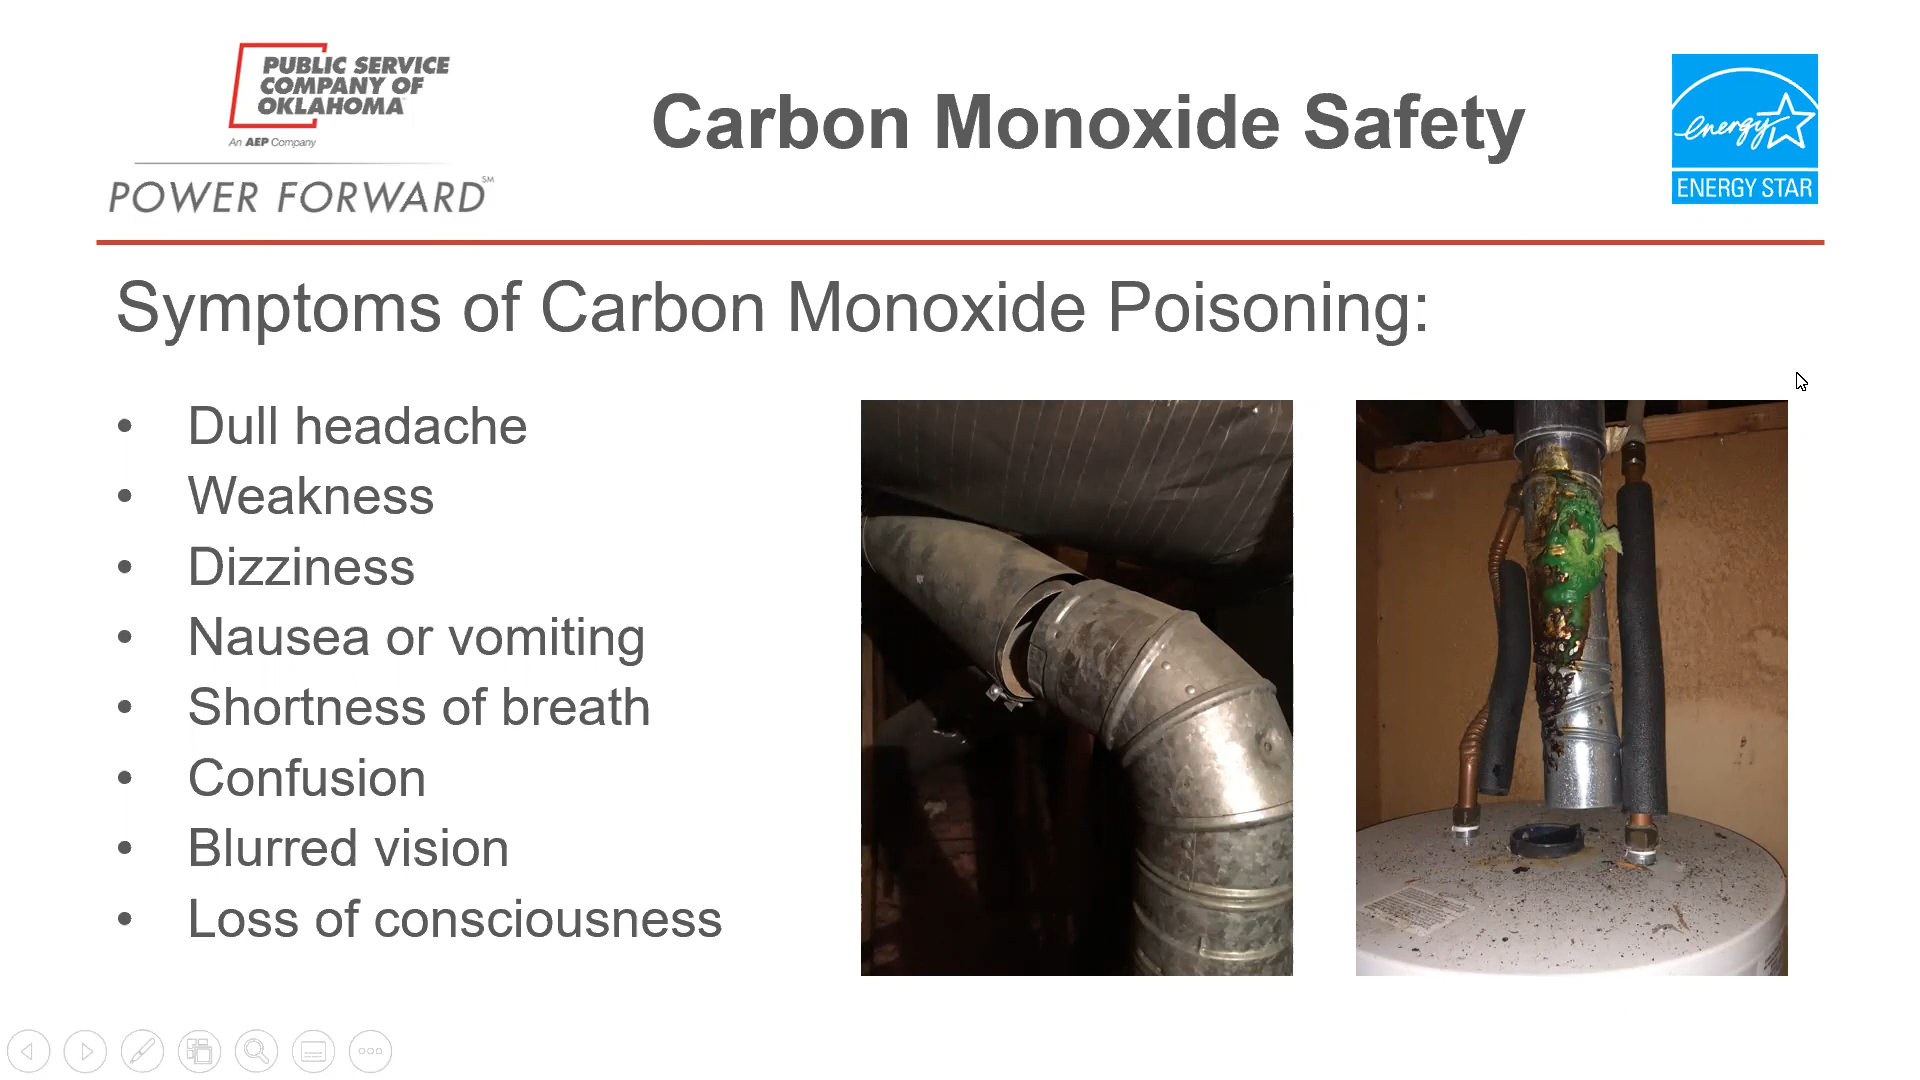 PUBLIC SERVICE
COMPANY OF
OKLAHOMA
An AEP Company
POWER FORWARD℠
Carbon Monoxide Safety
energy
ENERGY STAR
Symptoms of Carbon Monoxide Poisoning:
• Dull headache
• Weakness
• Dizziness
• Nausea or vomiting
• Shortness of breath
• Confusion
• Blurred vision
• Loss of consciousness